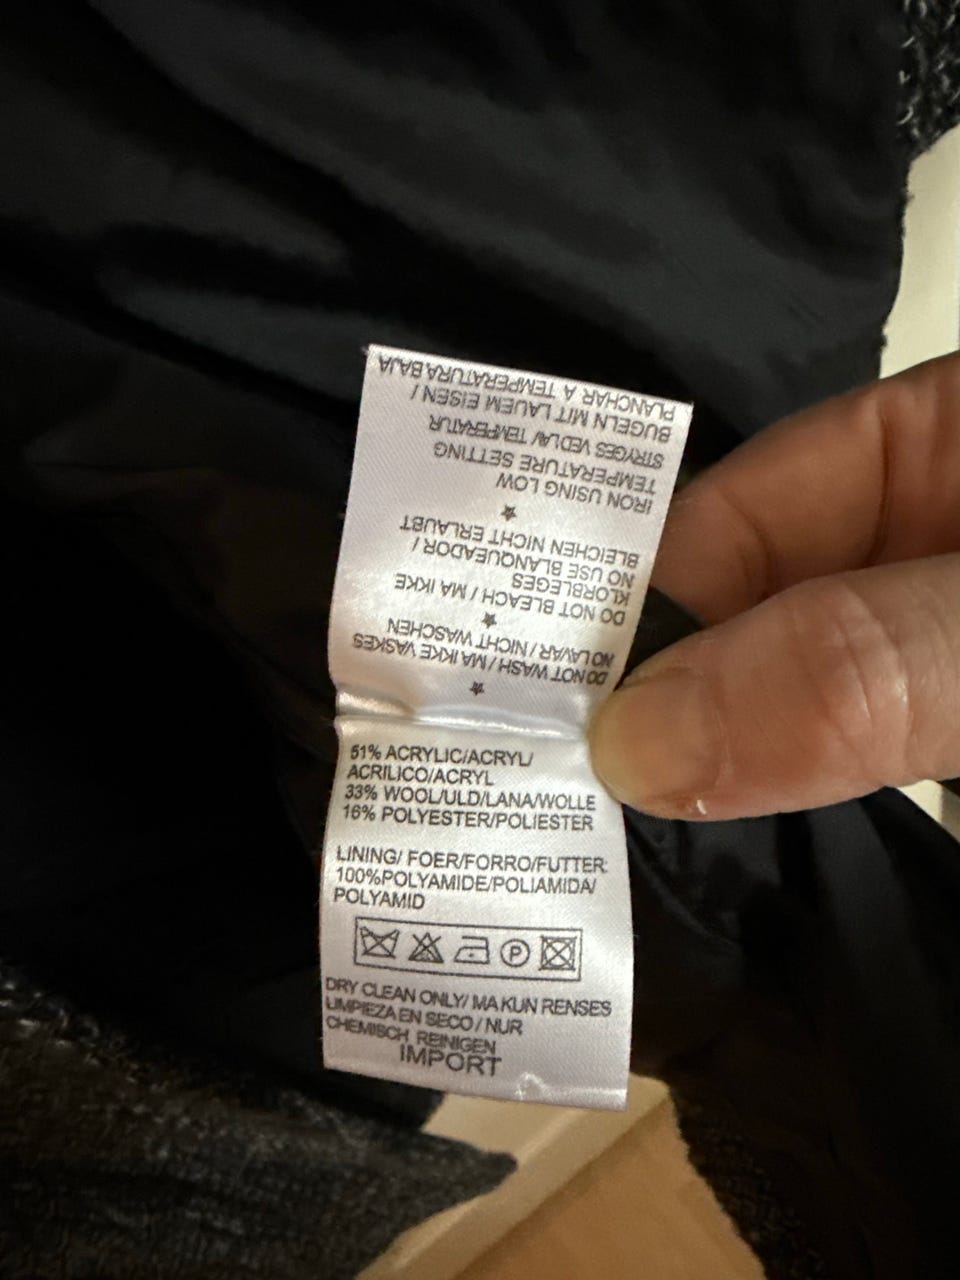 PLANCHAR A TEMPERATURA BAJA
BUGELN MIT LAUEM EISEN /
STRYGES VEDLAV TEMPERATUR
TEMPERATURE SETTING
IRON USING LOW
BLEICHEN NICHT ERLAUBT
NO USE BLANQUEADOR /
KLORBLEGES
DO NOT BLEACH / MA IKKE
NO LAVAR / NICHT WASCHEN
DO NOT WASH / MA IKKE VASKES
51% ACRYLIC/ACRYL/
ACRILICO/ACRYL
33% WOOL/ULD/LANA/WOLLE
16% POLYESTER/POLIESTER
LINING/ FOER/FORRO/FUTTER:
100%POLYAMIDE/POLIAMIDA/
POLYAMID
P
DRY CLEAN ONLY/ MA KUN RENSES
LIMPIEZA EN SECO / NUR
CHEMISCH REINIGEN
IMPORT